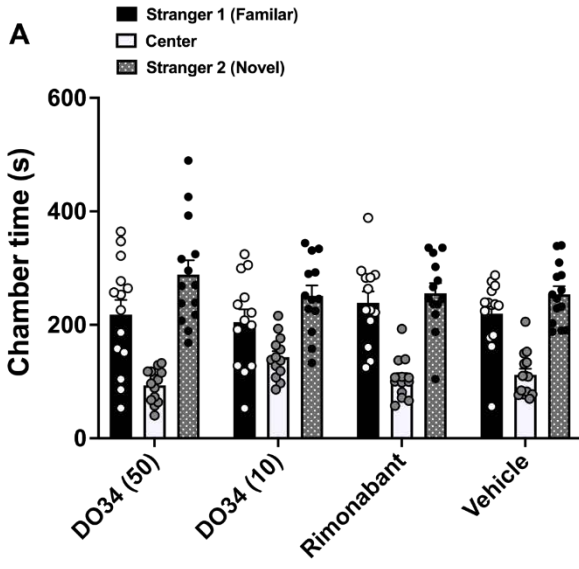 A
Stranger 1 (Familar)
Center
Stranger 2 (Novel)
Chamber time (s)
600
400
200
0
DO34 (50)
DO34 (10)
Rimonabant
Vehicle